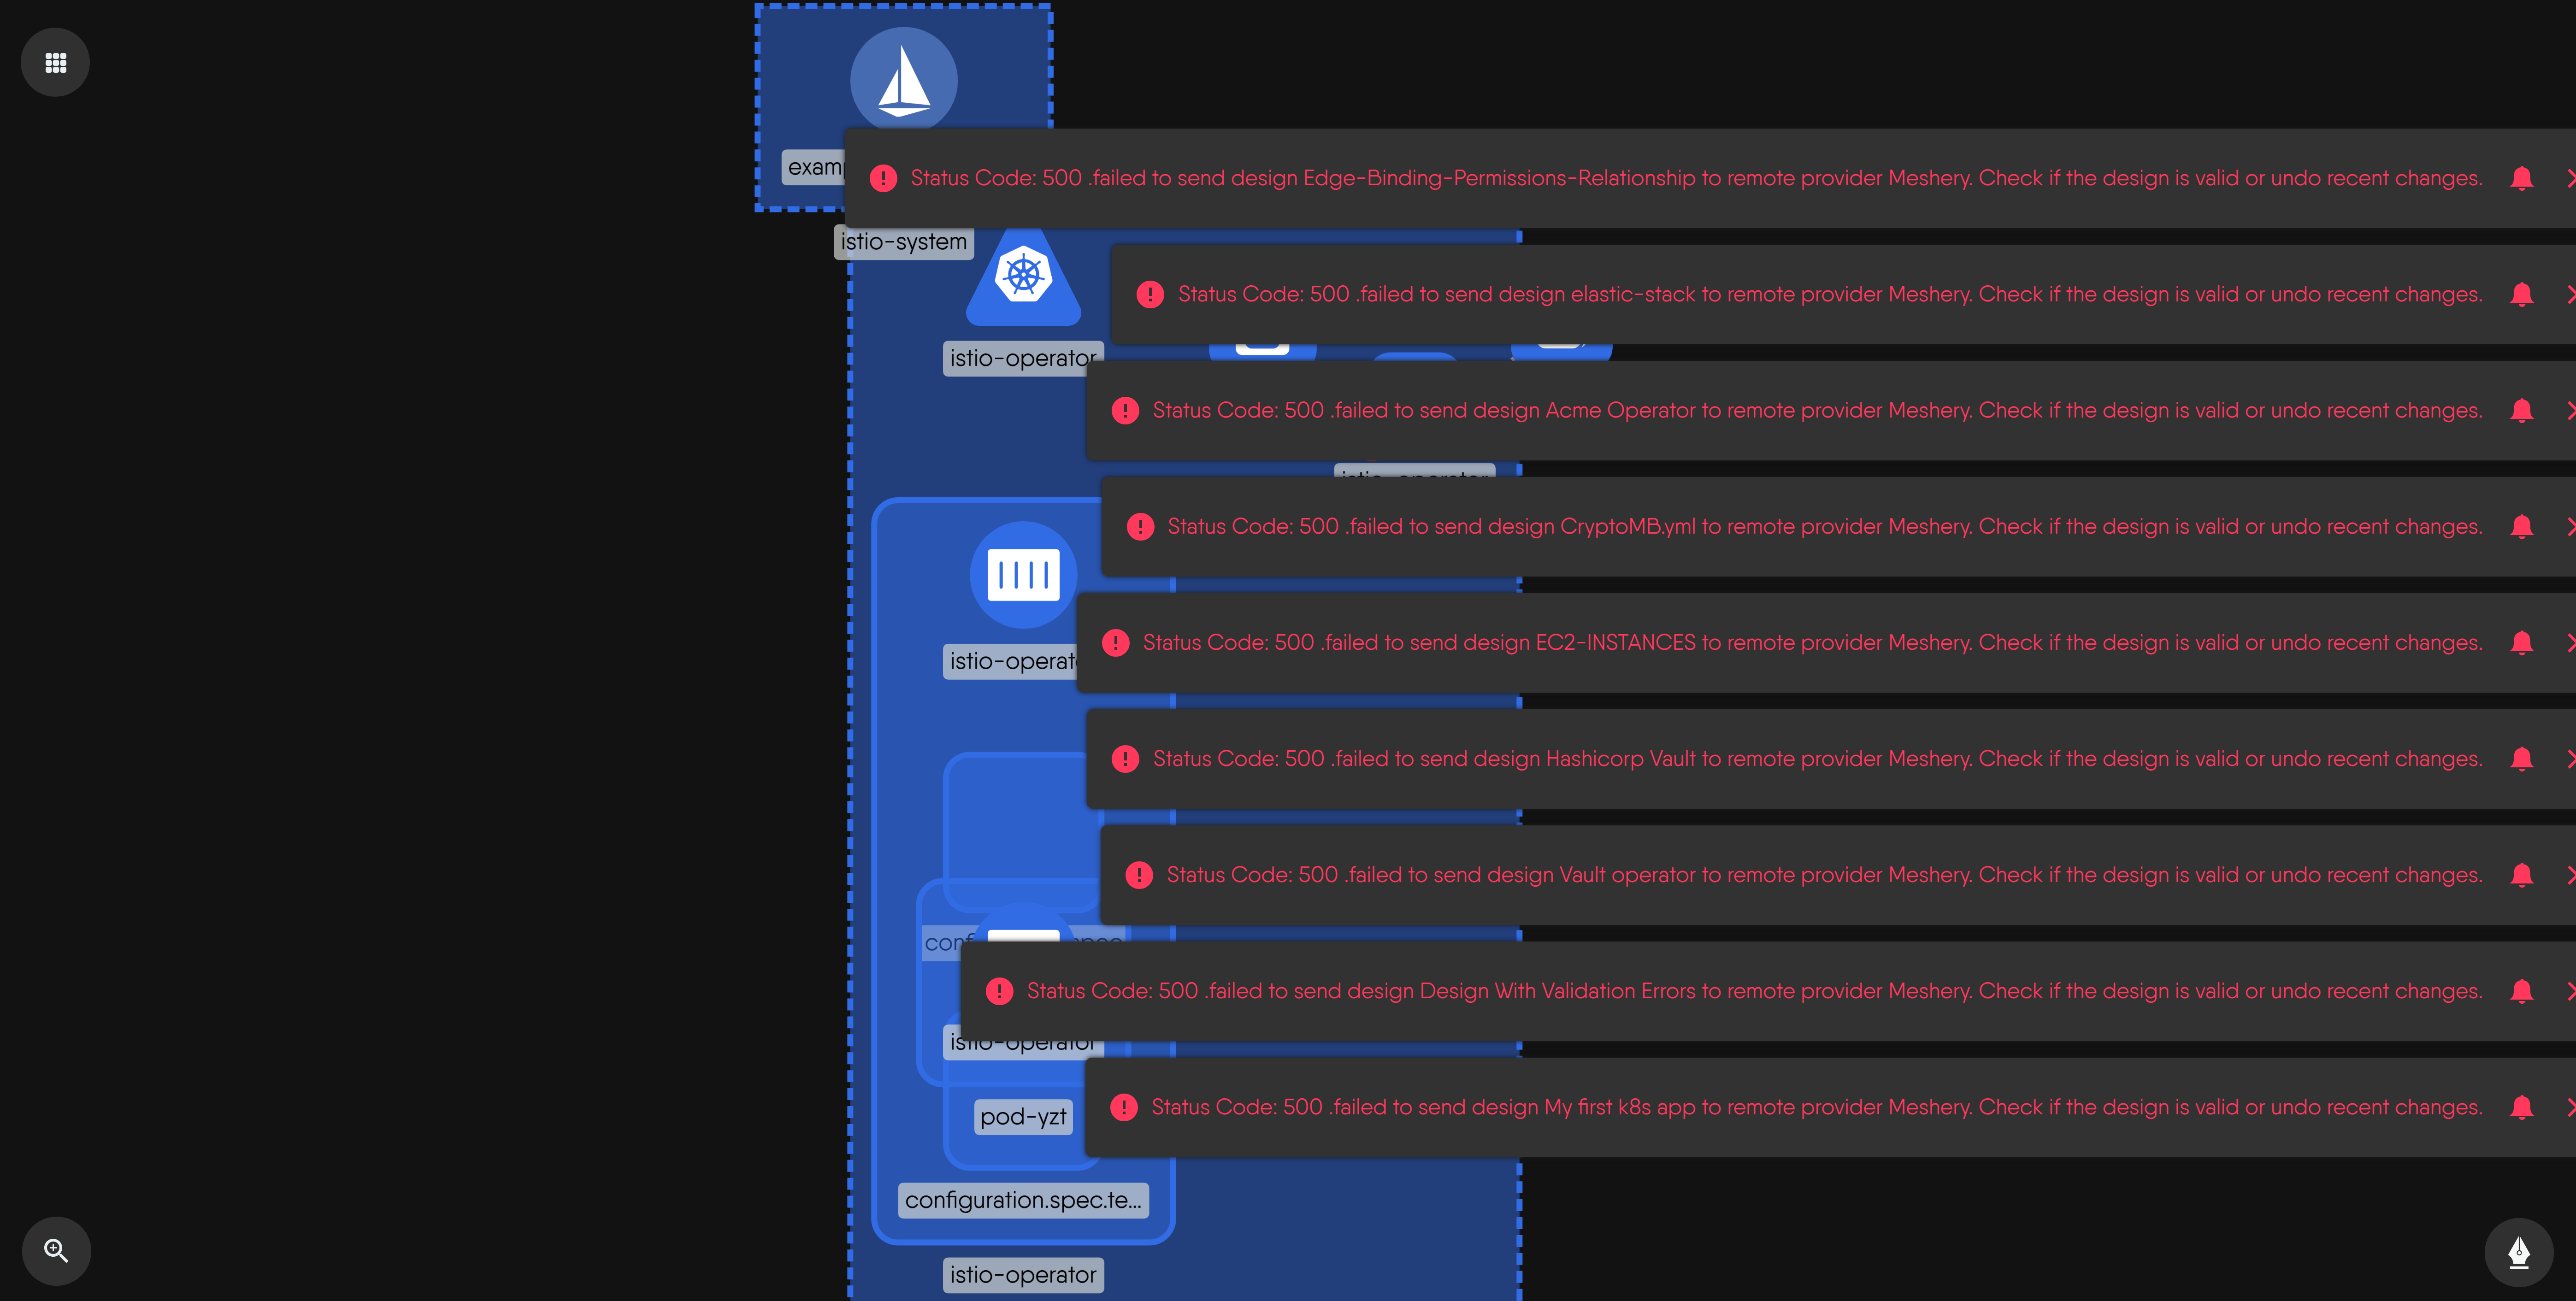 Status Code: 500 .failed to send design Edge-Binding-Permissions-Relationship to remote provider Meshery. Check if the design is valid or undo recent changes.
istio-system
Status Code: 500 .failed to send design elastic-stack to remote provider Meshery. Check if the design is valid or undo recent changes.
istio-operator
Status Code: 500 .failed to send design Acme Operator to remote provider Meshery. Check if the design is valid or undo recent changes.
istio-operator
Status Code: 500 .failed to send design CryptoMB.yml to remote provider Meshery. Check if the design is valid or undo recent changes.
Status Code: 500 .failed to send design EC2-INSTANCES to remote provider Meshery. Check if the design is valid or undo recent changes.
istio-operat
Status Code: 500 .failed to send design Hashicorp Vault to remote provider Meshery. Check if the design is valid or undo recent changes.
Status Code: 500 .failed to send design Vault operator to remote provider Meshery. Check if the design is valid or undo recent changes.
Status Code: 500 .failed to send design Design With Validation Errors to remote provider Meshery. Check if the design is valid or undo recent changes.
istio-operator
Status Code: 500 .failed to send design My first k8s app to remote provider Meshery. Check if the design is valid or undo recent changes.
pod-yzt
configuration.spec.te...
istio-operator